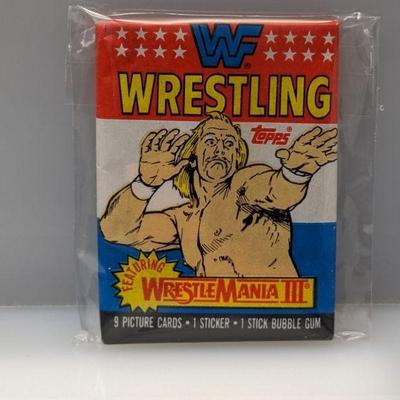 WF
WRESTLING
TOPPS®
FEATURING
WRESTLEMANIA III
9 PICTURE CARDS • 1 STICKER • 1 STICK BUBBLE GUM